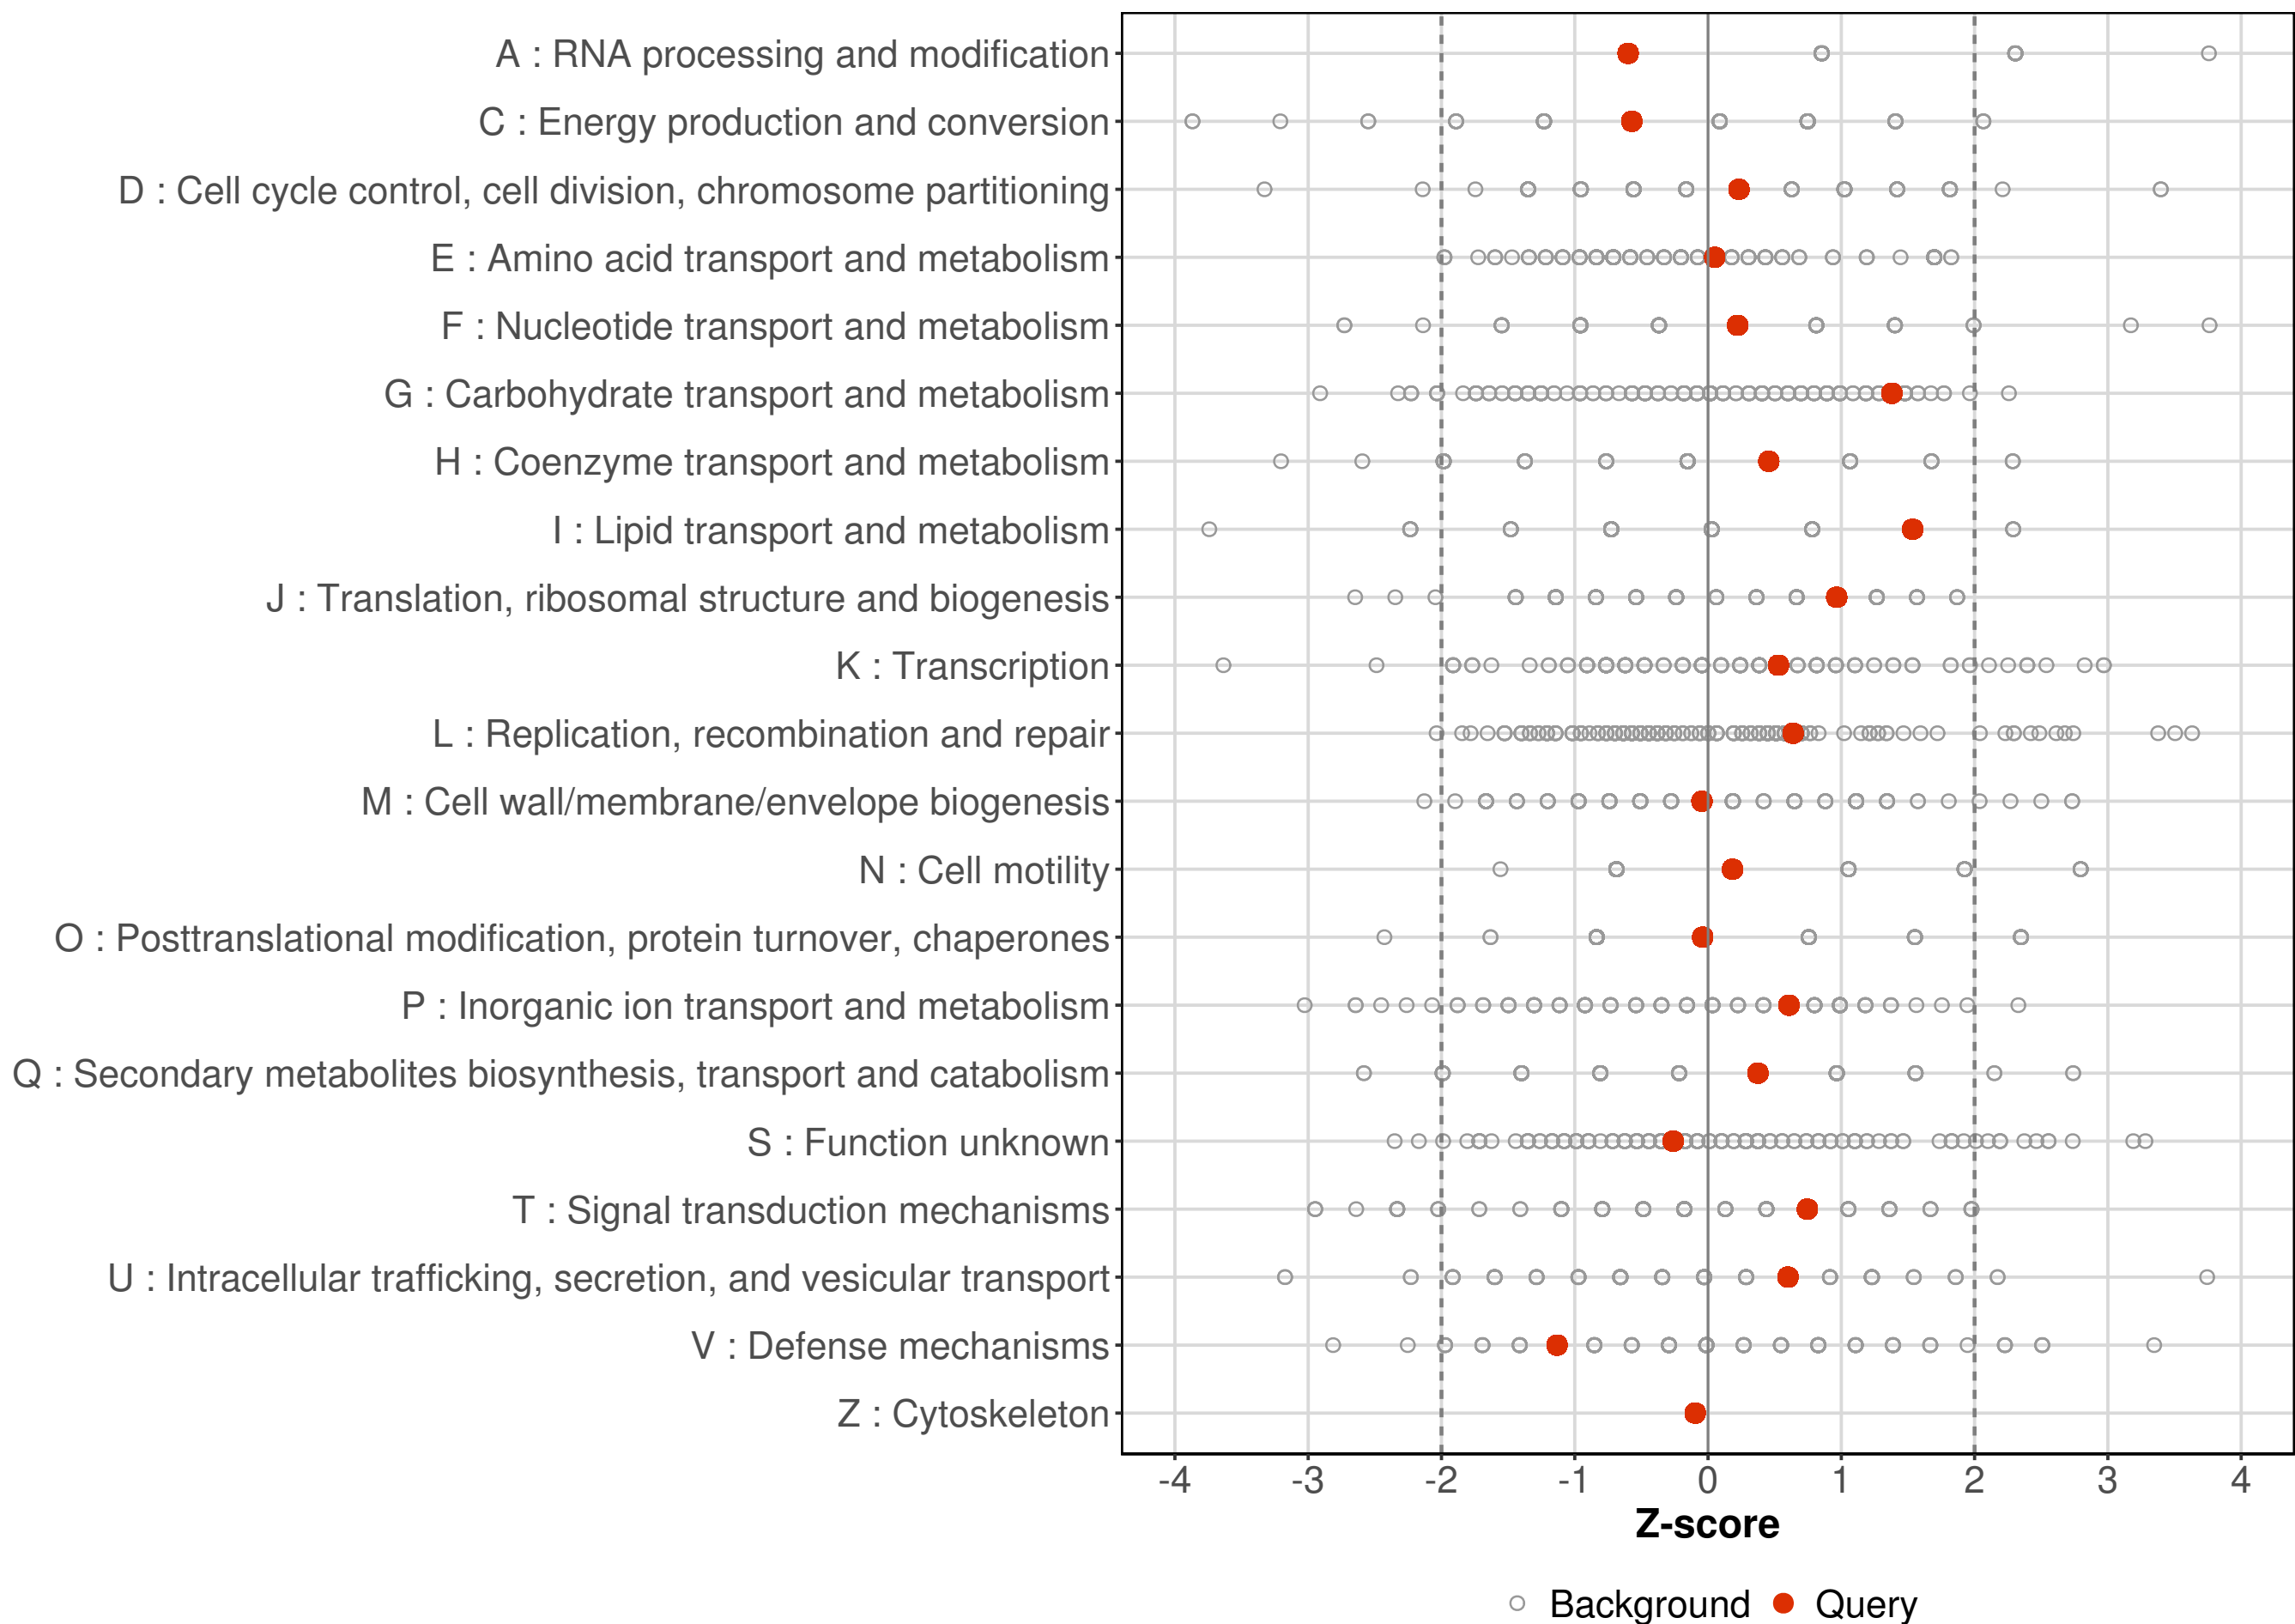 A : RNA processing and modification
C : Energy production and conversion
D : Cell cycle control, cell division, chromosome partitioning
E : Amino acid transport and metabolism
F : Nucleotide transport and metabolism
G : Carbohydrate transport and metabolism
H : Coenzyme transport and metabolism
I : Lipid transport and metabolism
J : Translation, ribosomal structure and biogenesis
K : Transcription
L : Replication, recombination and repair
M : Cell wall/membrane/envelope biogenesis
N : Cell motility
O : Posttranslational modification, protein turnover, chaperones
P : Inorganic ion transport and metabolism
Q : Secondary metabolites biosynthesis, transport and catabolism
S : Function unknown
T : Signal transduction mechanisms
U : Intracellular trafficking, secretion, and vesicular transport
V : Defense mechanisms
Z : Cytoskeleton
-4 -3 -2 -1 0 1 2 3 4
Z-score
Background Query